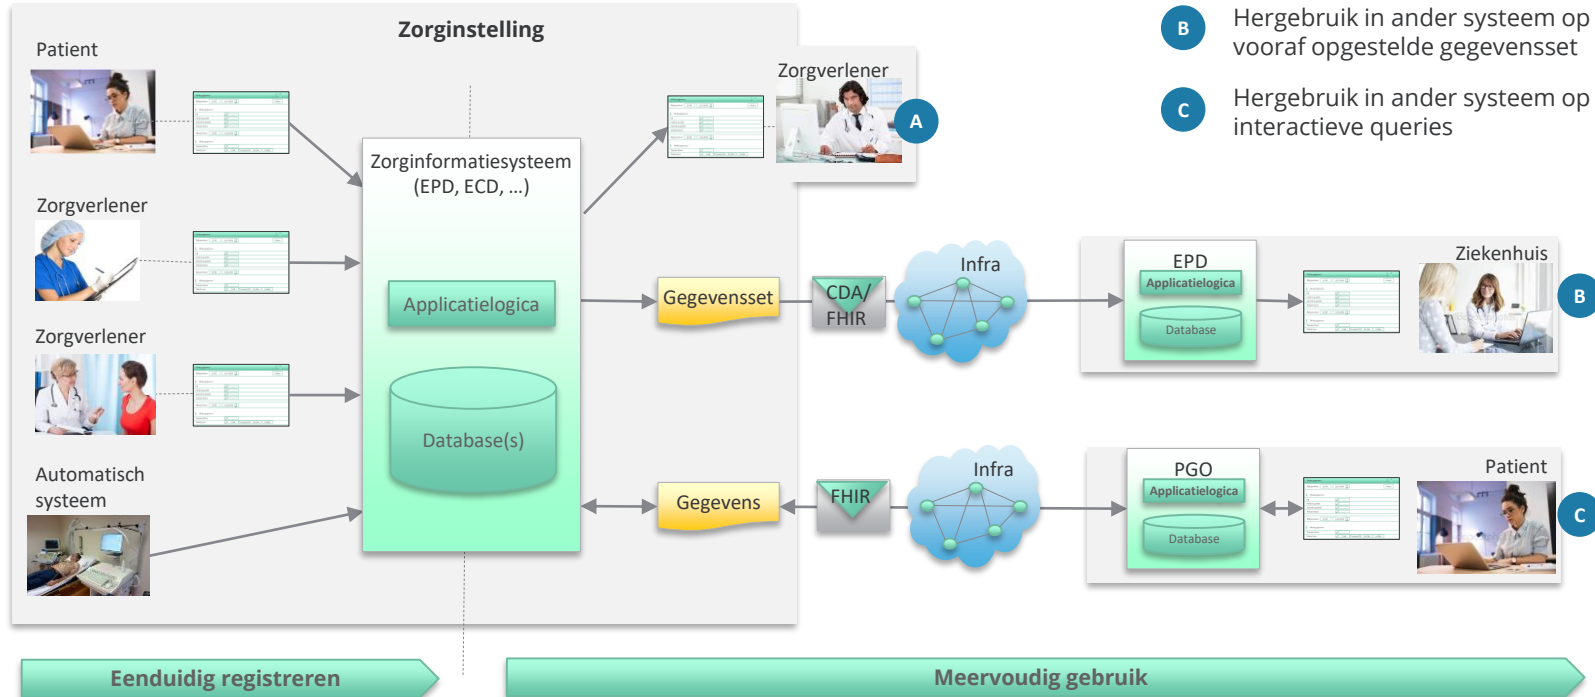 Zorginstelling
Patient
Zorgverlener
A
B
Hergebruik in ander systeem op
vooraf opgestelde gegevensset
C
Hergebruik in ander systeem op
interactieve queries
Zorginformatiesysteem
(EPD, ECD, ...)
Zorgverlener
Applicatielogica
Gegevensset
CDA/
FHIR
Infra
EPD
Applicatielogica
Database
Ziekenhuis
B
Zorgverlener
Database(s)
Automatisch
systeem
Gegevens
FHIR
Infra
PGO
Applicatielogica
Database
Patient
C
Eenduidig registreren
Meervoudig gebruik